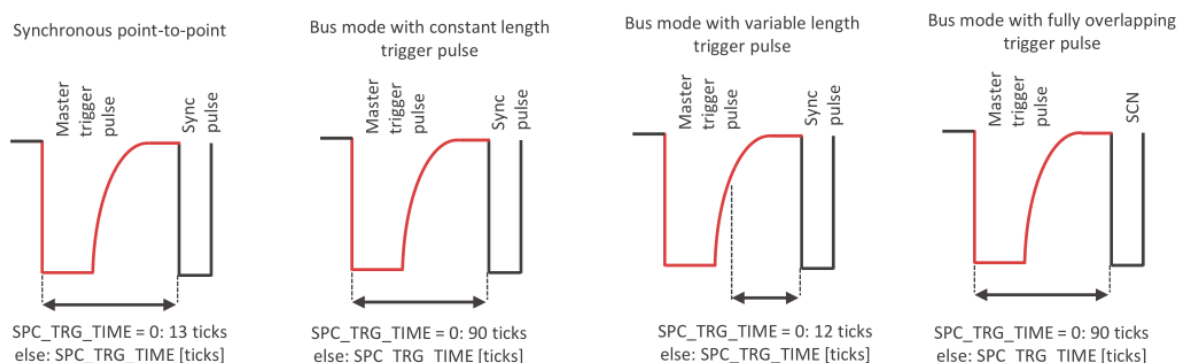 Synchronous point-to-point
Master
trigger
pulse
Sync
pulse
SPC_TRG_TIME = 0: 13 ticks
else: SPC_TRG_TIME [ticks]
Bus mode with constant length
trigger pulse
Master
trigger
pulse
Sync
pulse
SPC_TRG_TIME = 0: 90 ticks
else: SPC_TRG_TIME [ticks]
Bus mode with variable length
trigger pulse
Master
trigger
pulse
Sync
pulse
SPC_TRG_TIME = 0: 12 ticks
else: SPC_TRG_TIME [ticks]
Bus mode with fully overlapping
trigger pulse
Master
trigger
pulse
SCN
SPC_TRG_TIME = 0: 90 ticks
else: SPC_TRG_TIME [ticks]